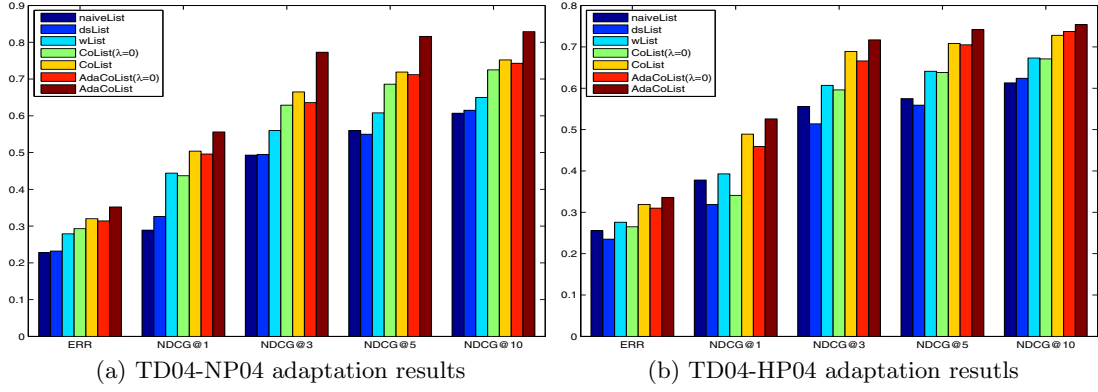 0.9
0.8
0.7
0.6
0.5
0.4
0.3
0.2
0.1
0
naiveList
dsList
wList
CoList(λ=0)
CoList
AdaCoList(λ=0)
AdaCoList
ERR NDCG@1 NDCG@3 NDCG@5 NDCG@10
(a) TD04-NP04 adaptation results
0.8
0.7
0.6
0.5
0.4
0.3
0.2
0.1
0
naiveList
dsList
wList
CoList(λ=0)
CoList
AdaCoList(λ=0)
AdaCoList
ERR NDCG@1 NDCG@3 NDCG@5 NDCG@10
(b) TD04-HP04 adaptation resutls